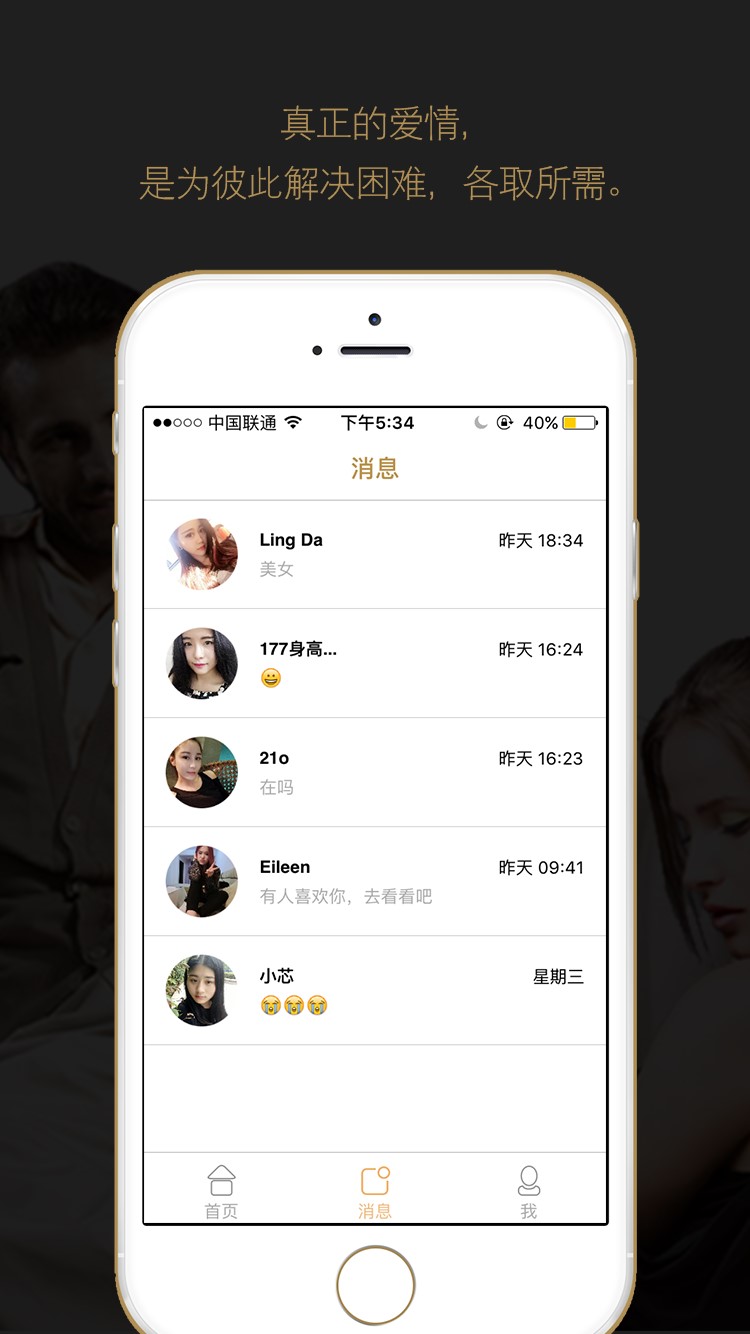 真正的爱情,
是为彼此解决困难, 各取所需。
中国联通 下午5:34 40%
消息
Ling Da 昨天 18:34
美女
177身高... 昨天 16:24
😀
21o 昨天 16:23
在吗
Eileen 昨天 09:41
有人喜欢你，去看看吧
小芯 星期三
😭😭😭
首页 消息 我